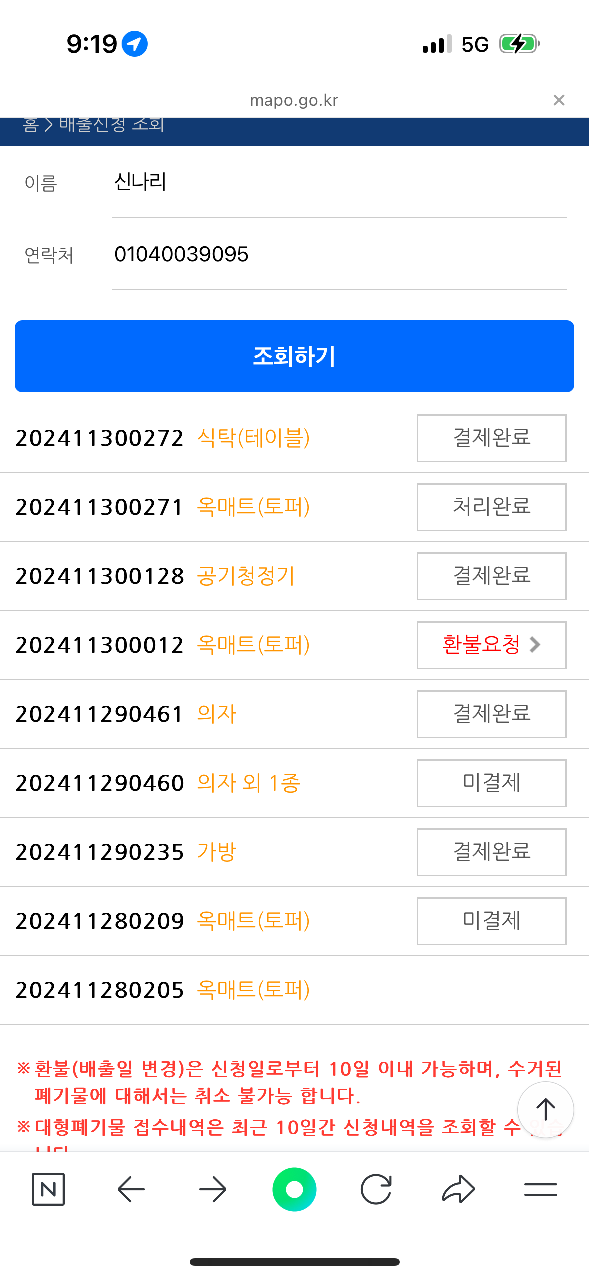 9:19
5G
mapo.go.kr
홈 > 배출신청 조회
이름 신나리
연락처 01040039095
조회하기
202411300272 식탁(테이블) 결제완료
202411300271 옥매트(토퍼) 처리완료
202411300128 공기청정기 결제완료
202411300012 옥매트(토퍼) 환불요청
202411290461 의자 결제완료
202411290460 의자 외 1종 미결제
202411290235 가방 결제완료
202411280209 옥매트(토퍼) 미결제
202411280205 옥매트(토퍼)
※환불(배출일 변경)은 신청일로부터 10일 이내 가능하며, 수거된
폐기물에 대해서는 취소 불가능 합니다.
※대형폐기물 접수내역은 최근 10일간 신청내역을 조회할 수
N